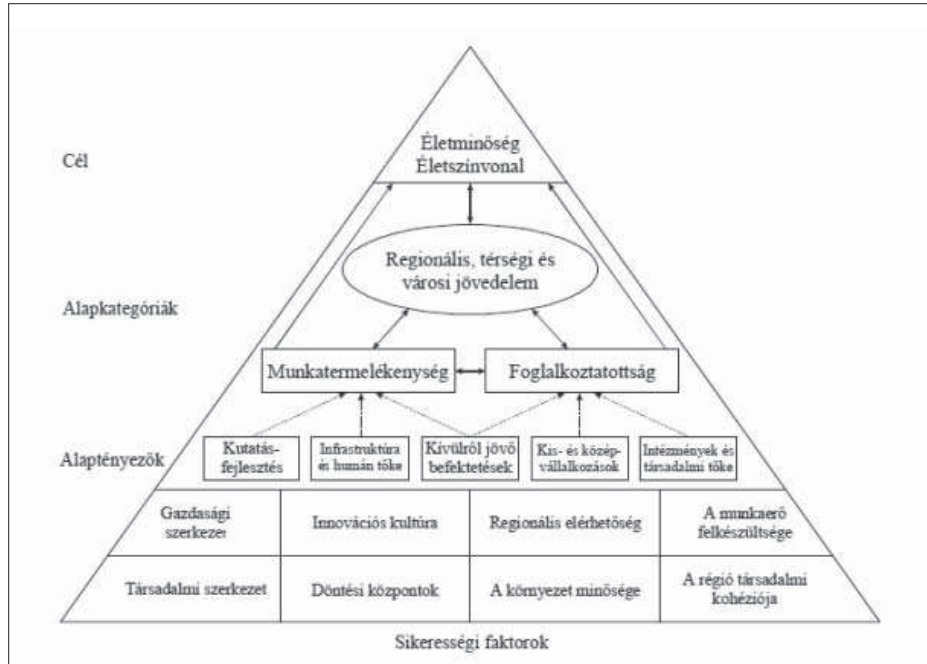 Cél
Életminőség
Életszínvonal
Alapkategóriák
Regionális, térségi és
városi jövedelem
Munkatermelékenység
Foglalkoztatottság
Alaptényezők
Kutatás-
fejlesztés
Infrastruktúra
és humán tőke
Kívülről jövő
befektetések
Kis- és közép-
vállalkozások
Intézmények és
társadalmi tőke
Gazdasági
szerkezet
Innovációs kultúra
Regionális elérhetőség
A munkaerő
felkészültsége
Társadalmi szerkezet
Döntési központok
A környezet minősége
A régió társadalmi
kohéziója
Sikerességi faktorok